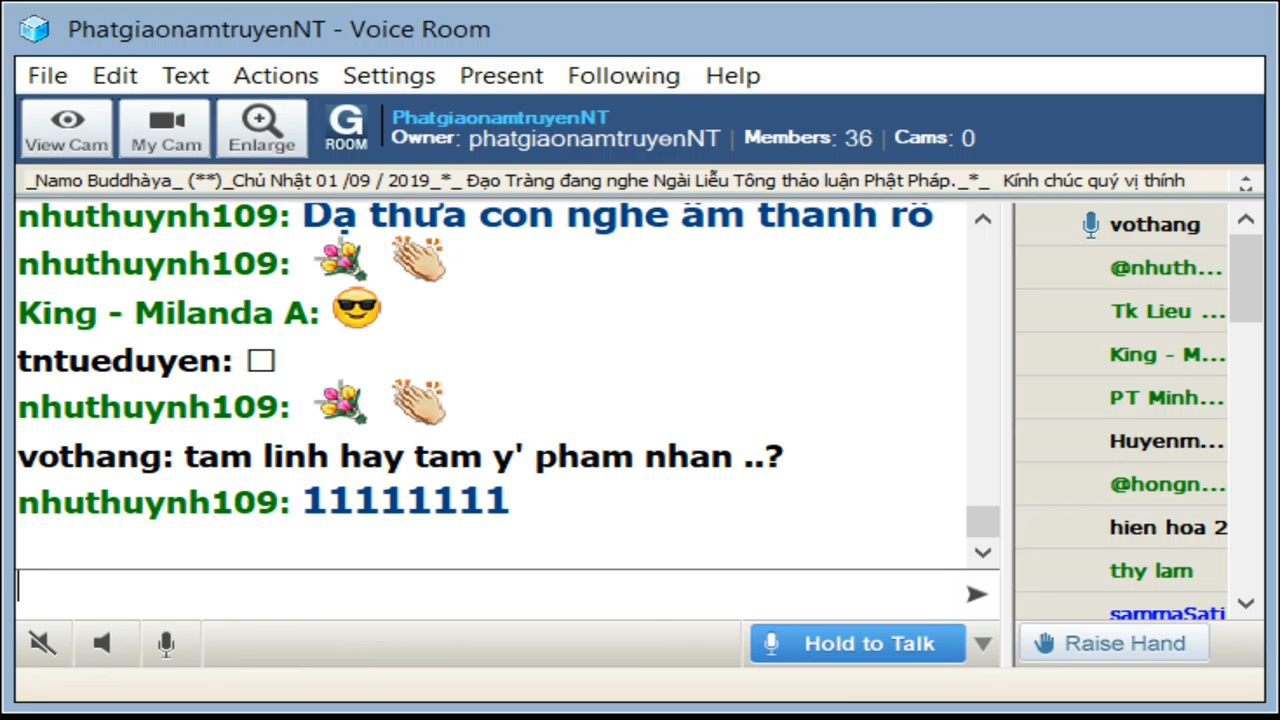 PhatgiaonamtruyenNT - Voice Room
File Edit Text Actions Settings Present Following Help
View Cam My Cam Enlarge G ROOM
PhatgiaonamtruyenNT
Owner: phatgiaonamtruyenNT | Members: 36 | Cams: 0
_Namo Buddhàya_ (**)_Chủ Nhật 01 /09 / 2019_*_ Đạo Tràng đang nghe Ngài Liễu Tông thảo luận Phật Pháp._*_ Kính chúc quý vị thính
nhuthuynh109: Dạ thưa con nghe âm thanh rõ
nhuthuynh109:
King - Milanda A:
tntueduyen: □
nhuthuynh109:
vothang: tam linh hay tam y' pham nhan ..?
nhuthuynh109: 11111111
vothang
@nhuth...
Tk Lieu ...
King - M...
PT Minh...
Huyenm...
@hongn...
hien hoa 2
thy lam
sammaSati
Hold to Talk
Raise Hand